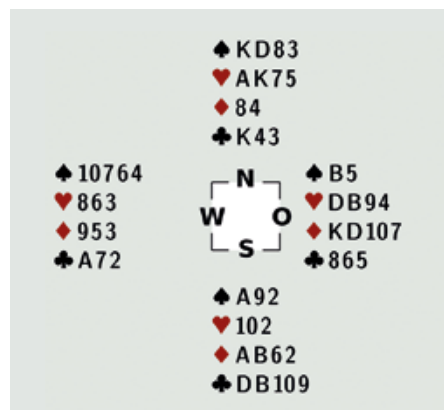 ♠ KD83
♥ AK75
♦ 84
♣ K43
♠ 10764
♥ 863
♦ 953
♣ A72
N
W O
S
♠ B5
♥ DB94
♦ KD107
♣ 865
♠ A92
♥ 102
♦ AB62
♣ DB109